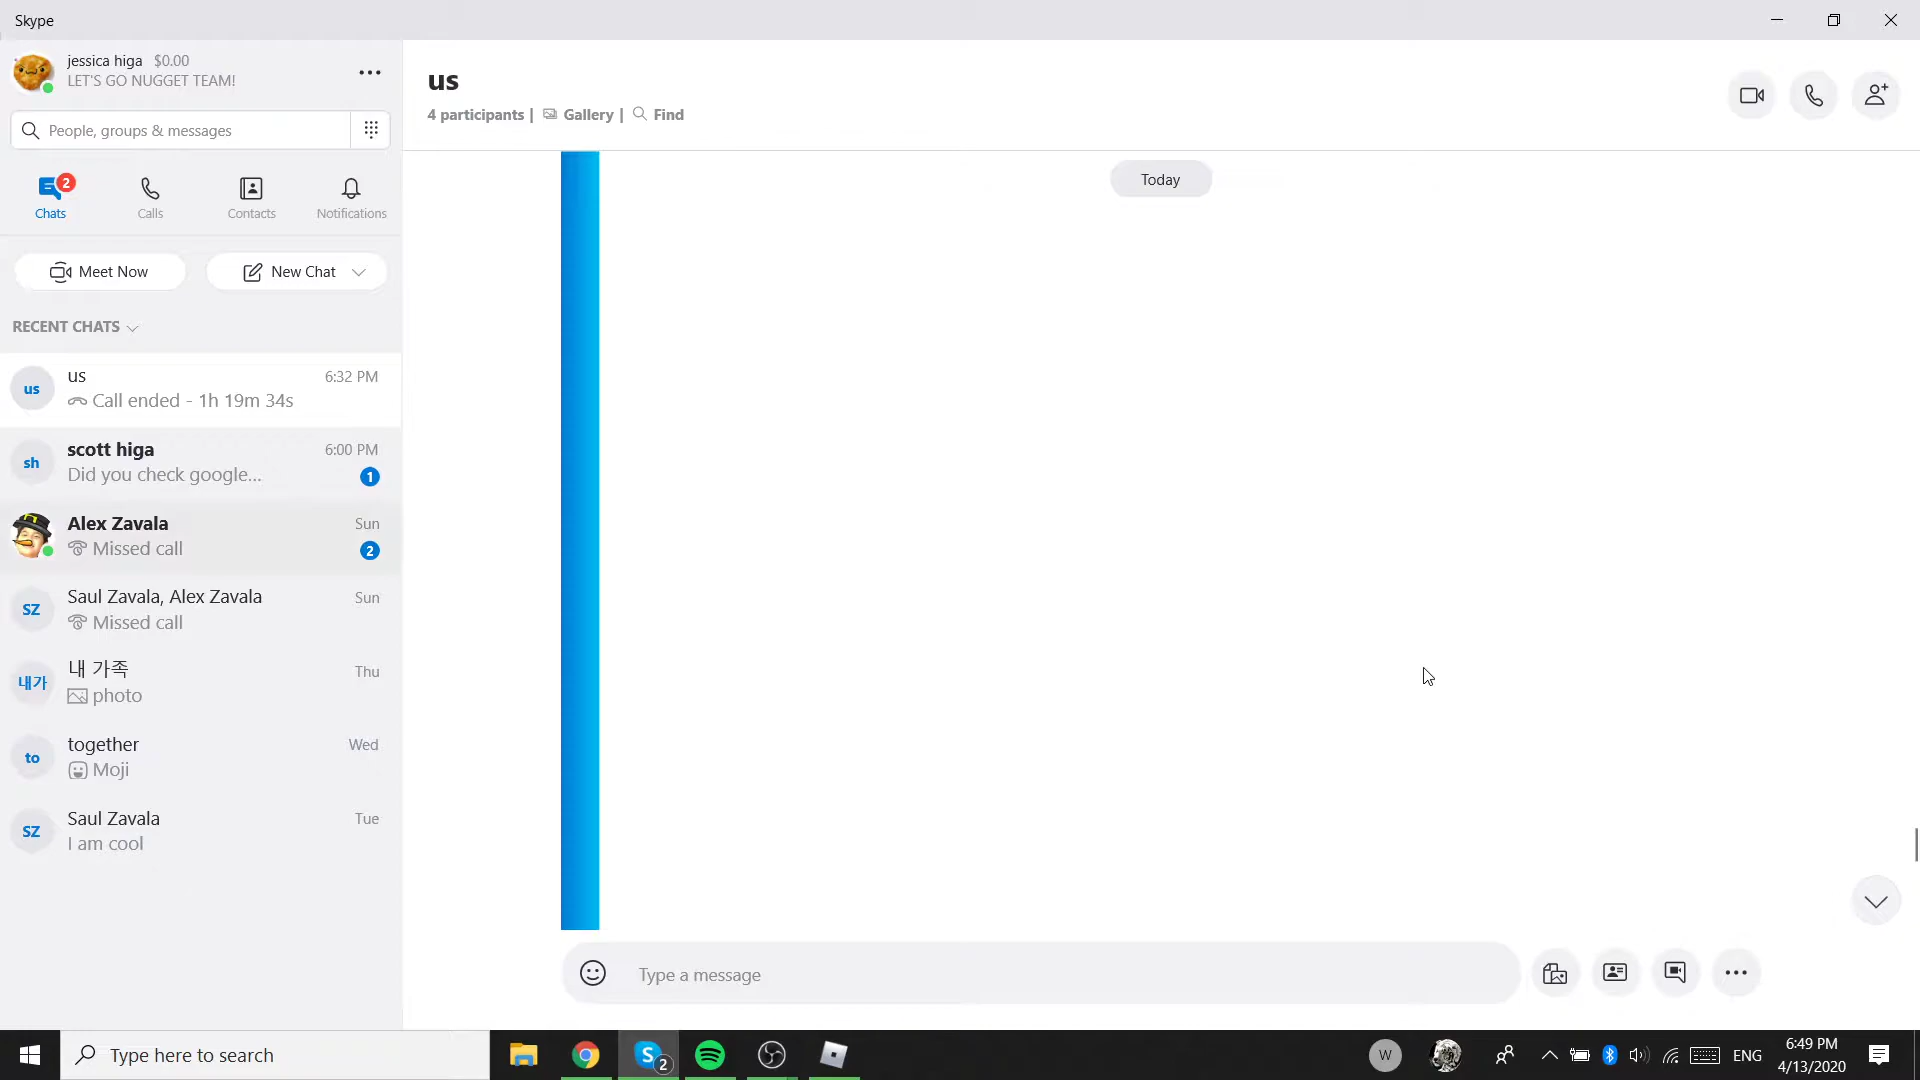 Skype
jessica higa $0.00
LET'S GO NUGGET TEAM!
People, groups & messages
2
Chats
Calls
Contacts
Notifications
Meet Now
New Chat
RECENT CHATS
us
us
6:32 PM
Call ended - 1h 19m 34s
sh
scott higa
6:00 PM
Did you check google...
1
Alex Zavala
Sun
Missed call
2
SZ
Saul Zavala, Alex Zavala
Sun
Missed call
내가
내 가족
Thu
photo
to
together
Wed
Moji
SZ
Saul Zavala
Tue
I am cool
us
4 participants | Gallery | Find
Today
Type a message
Type here to search
S
2
W
ENG
6:49 PM
4/13/2020